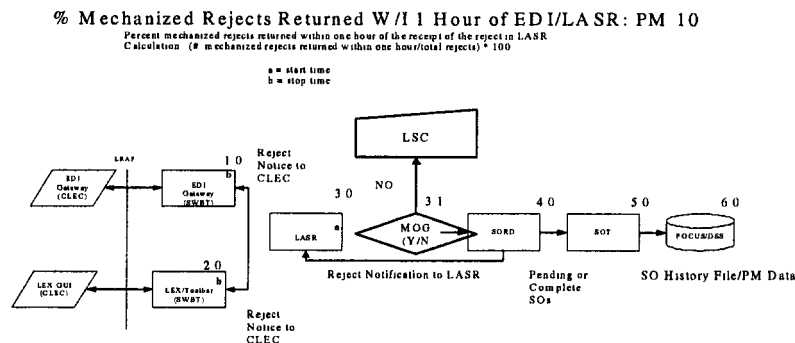 % Mechanized Rejects Returned W/I 1 Hour of EDI/LASR: PM 10
Percent mechanized rejects returned within one hour of the receipt of the reject in LASR
Calculation (# mechanized rejects returned within one hour/total rejects) * 100
a = start time
b = stop time
LSC
LRAF
10
b
Reject
Notice to
CLEC
EDI
Gateway
(CLEC)
EDI
Gateway
(SWBT)
30
NO
31
40
50
60
LASR
a
MOG
(Y/N
SORD
SOT
FOCUS/DSS
Reject Notification to LASR
Pending or
Complete
SOs
SO History File/PM Data
20
b
LEX GUI
(CLEC)
LEX/Toolbar
(SWBT)
Reject
Notice to
CLEC